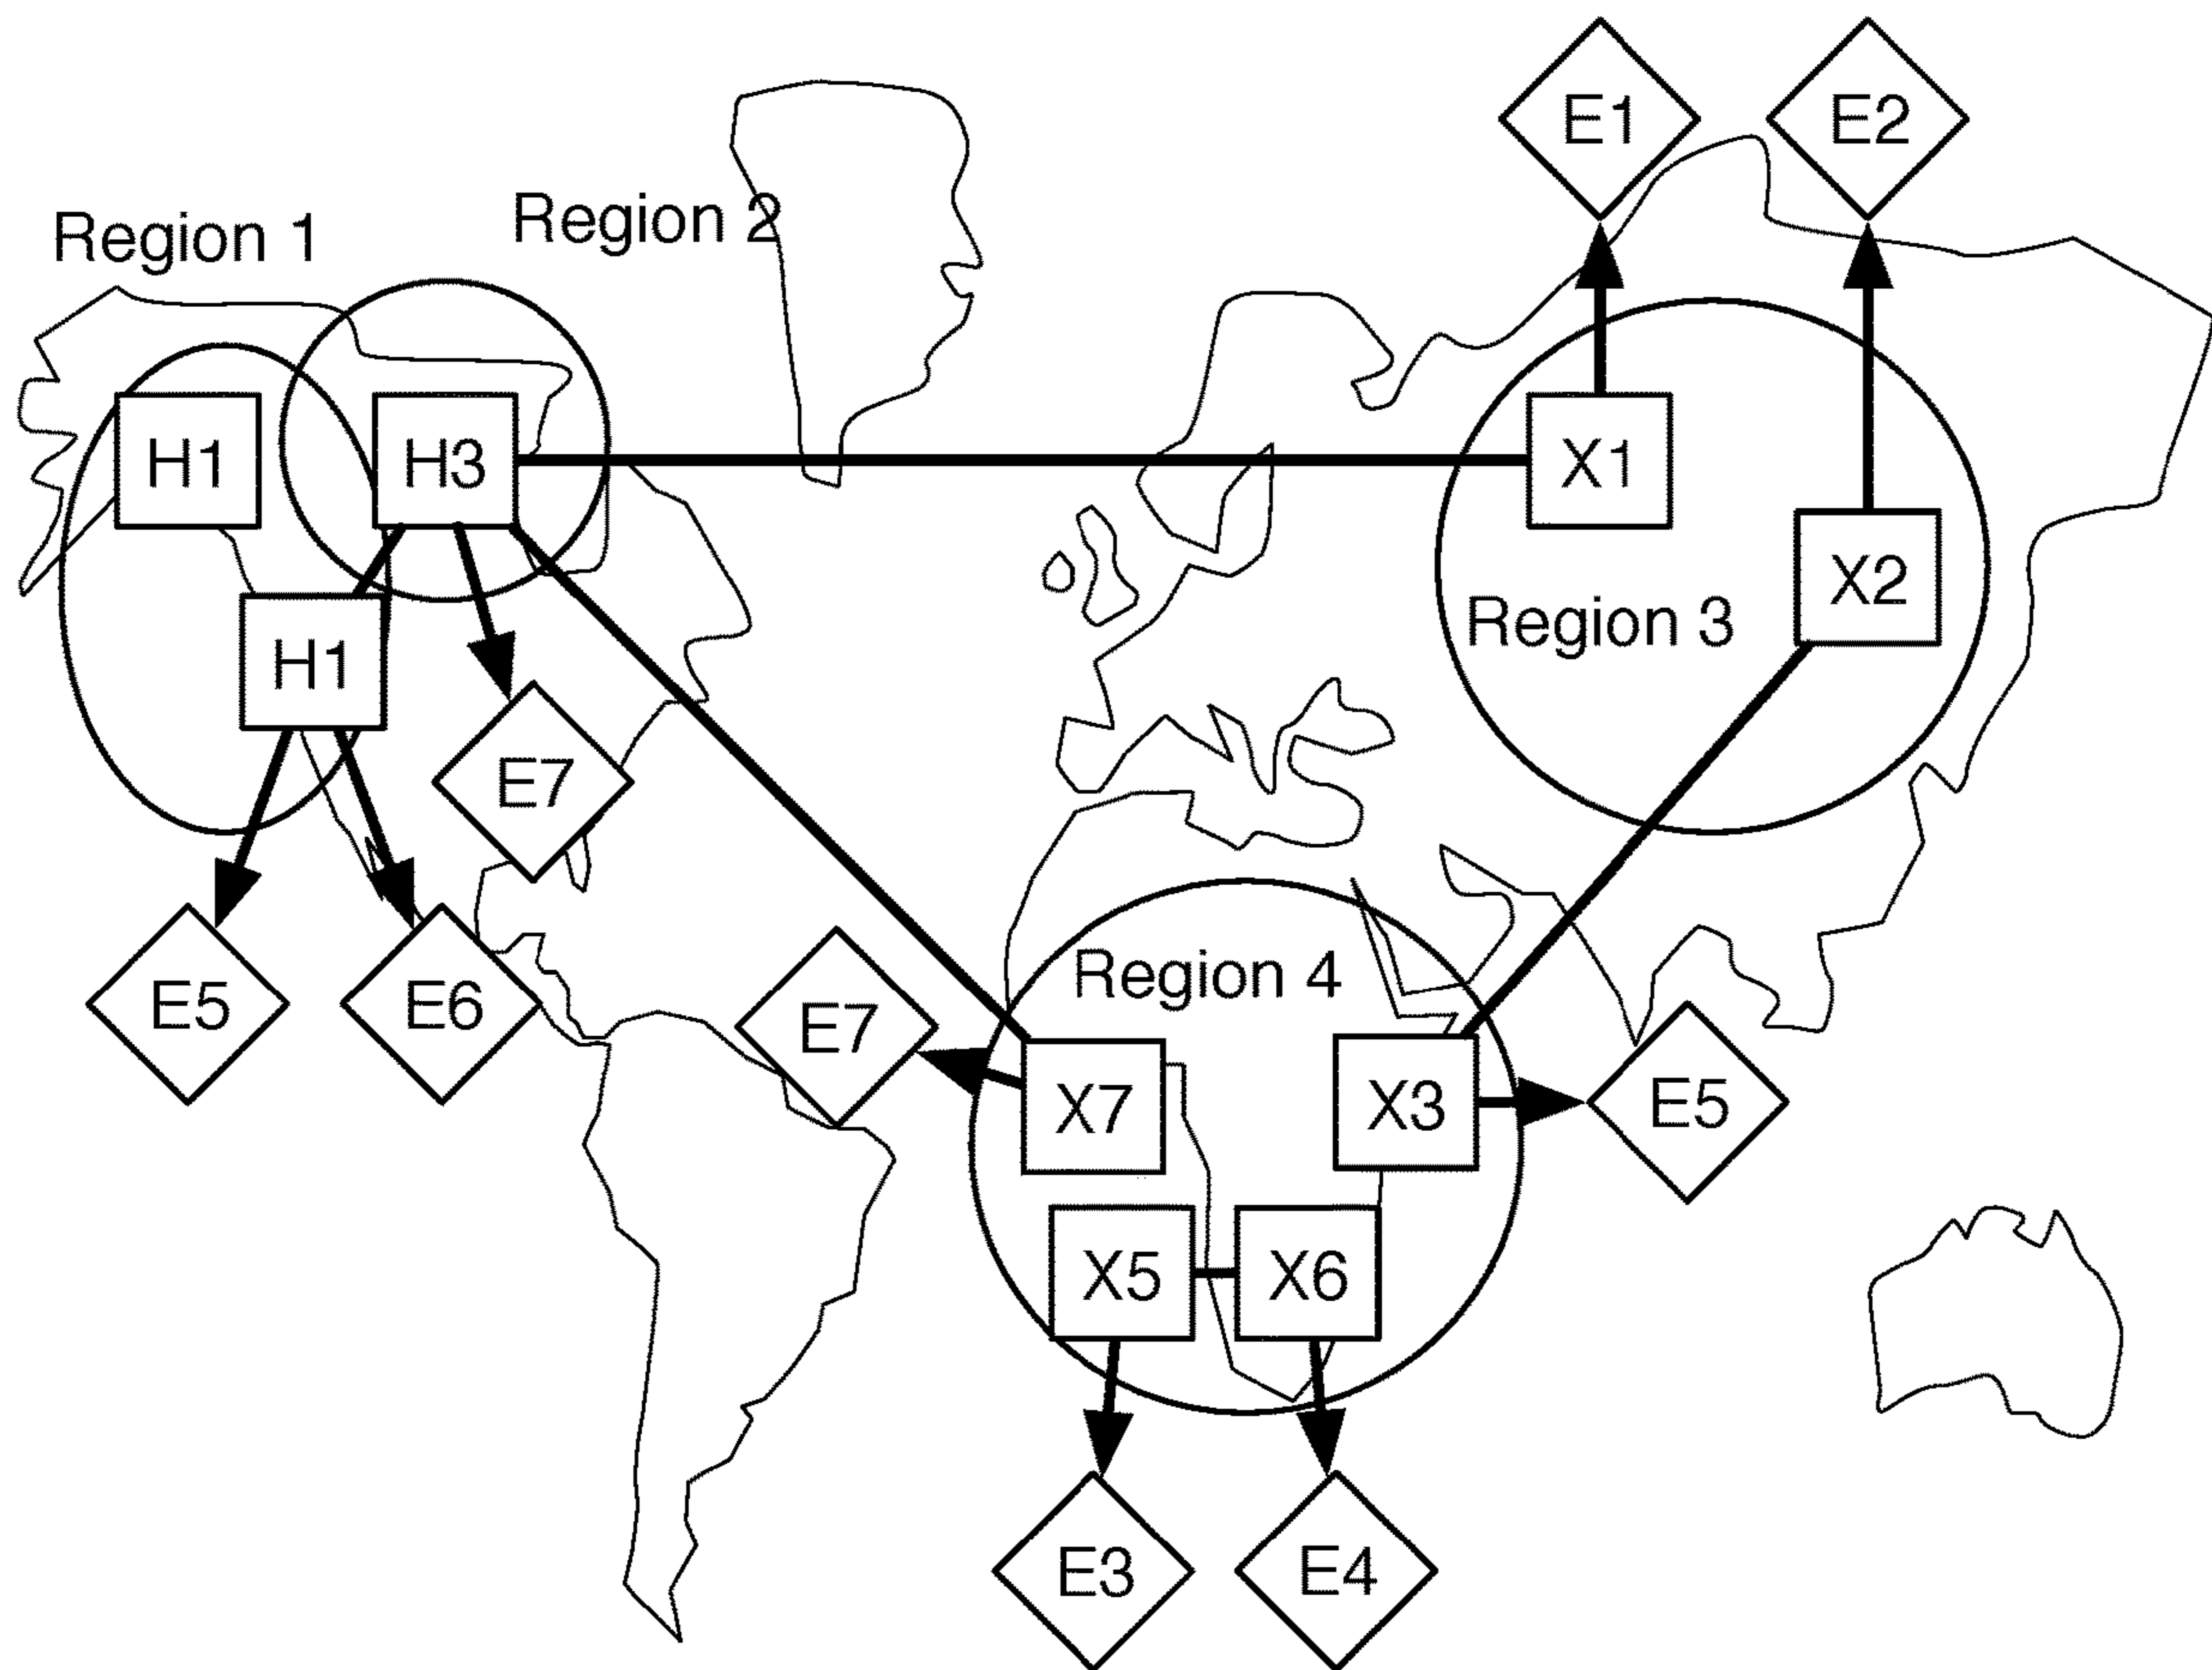 E1
E2
Region 1
Region 2
H1
H3
X1
X2
Region 3
H1
E7
Region 4
E5
E6
E7
X7
X3
E5
X5
X6
E3
E4